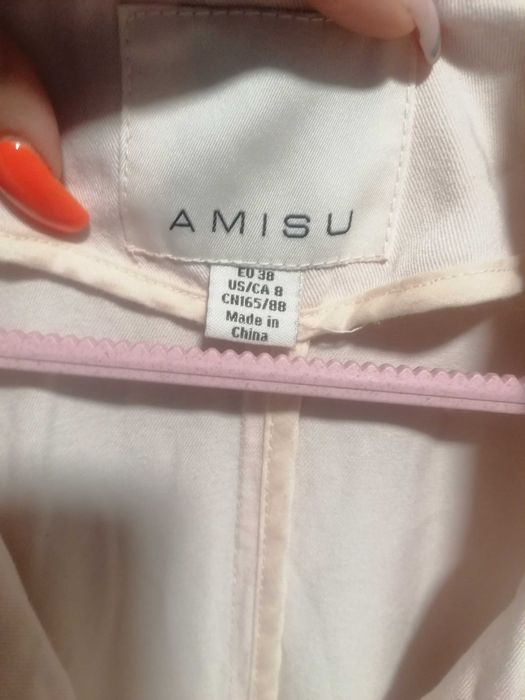 AMISU
EU 38
US/CA 8
CN165/88
Made in
China